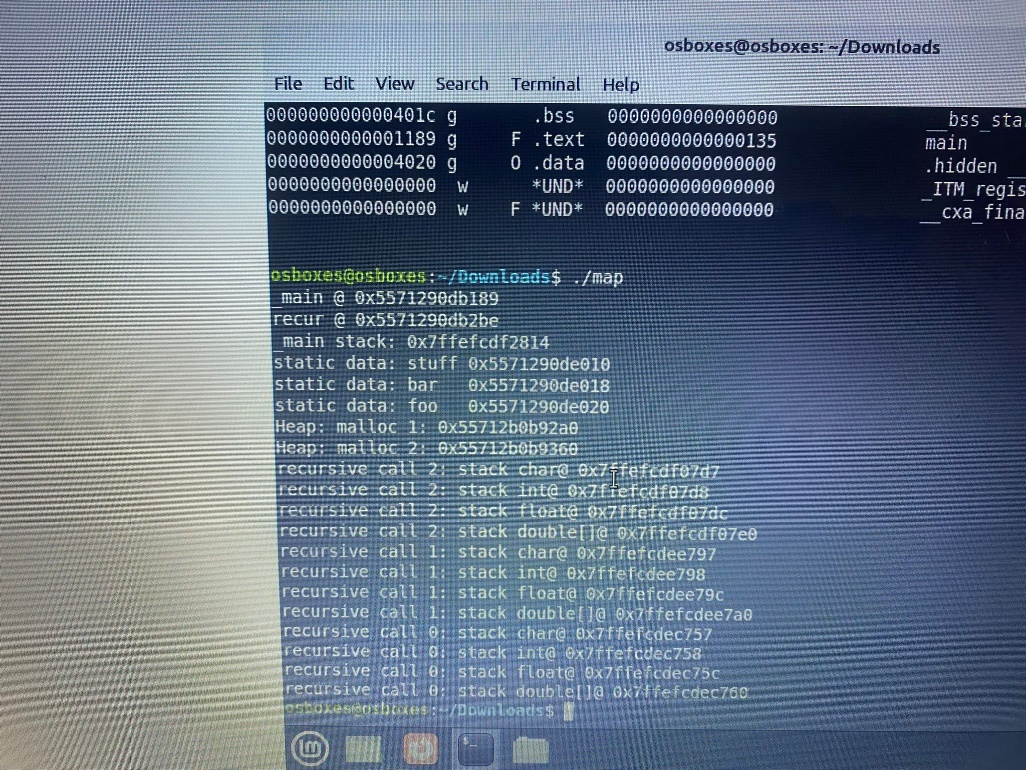 osboxes@osboxes: ~/Downloads
File Edit View Search Terminal Help
000000000000401c g .bss 0000000000000000 __bss_sta
0000000000001189 g F .text 0000000000000135 main
0000000000004020 g O .data 0000000000000000 .hidden __
0000000000000000 w *UND* 0000000000000000 _ITM_regis
0000000000000000 w F *UND* 0000000000000000 __cxa_fina
osboxes@osboxes:~/Downloads$ ./map
_main @ 0x5571290db189
recur @ 0x5571290db2be
_main stack: 0x7ffefcdf2814
static data: stuff 0x5571290de010
static data: bar 0x5571290de018
static data: foo 0x5571290de020
Heap: malloc 1: 0x55712b0b92a0
Heap: malloc 2: 0x55712b0b9360
recursive call 2: stack char@ 0x7ffefcdf07d7
recursive call 2: stack int@ 0x7ffefcdf07d8
recursive call 2: stack float@ 0x7ffefcdf07dc
recursive call 2: stack double[]@ 0x7ffefcdf07e0
recursive call 1: stack char@ 0x7ffefcdee797
recursive call 1: stack int@ 0x7ffefcdee798
recursive call 1: stack float@ 0x7ffefcdee79c
recursive call 1: stack double[]@ 0x7ffefcdee7a0
recursive call 0: stack char@ 0x7ffefcdec757
recursive call 0: stack int@ 0x7ffefcdec758
recursive call 0: stack float@ 0x7ffefcdec75c
recursive call 0: stack double[]@ 0x7ffefcdec760
osboxes@osboxes:~/Downloads$